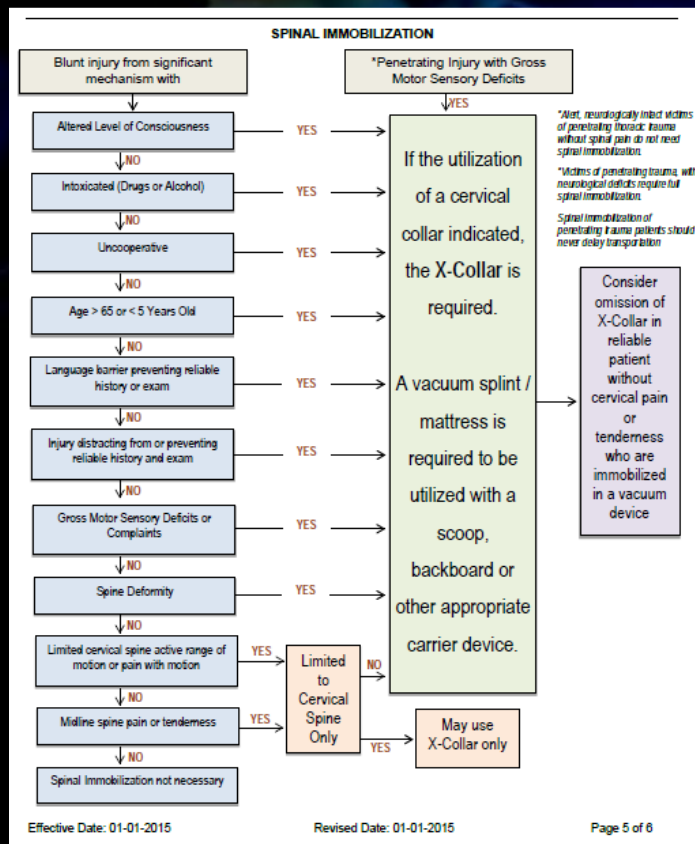 SPINAL IMMOBILIZATION
Blunt injury from significant
mechanism with
*Penetrating Injury with Gross
Motor Sensory Deficits
YES
Altered Level of Consciousness
YES
NO
Intoxicated (Drugs or Alcohol)
YES
NO
Uncooperative
YES
NO
Age > 65 or < 5 Years Old
YES
NO
Language barrier preventing reliable
history or exam
YES
NO
Injury distracting from or preventing
reliable history and exam
YES
NO
Gross Motor Sensory Deficits or
Complaints
YES
NO
Spine Deformity
YES
NO
Limited cervical spine active range of
motion or pain with motion
YES
NO
Midline spine pain or tenderness
YES
NO
Spinal Immobilization not necessary
Limited
to
Cervical
Spine
Only
NO
YES
May use
X-Collar only
If the utilization
of a cervical
collar indicated,
the X-Collar is
required.
A vacuum splint /
mattress is
required to be
utilized with a
scoop,
backboard or
other appropriate
carrier device.
*Alert, neurologically intact victims
of penetrating thoracic trauma
without spinal pain do not need
spinal immobilization.
*Victims of penetrating trauma, with
neurological deficits require full
spinal immobilization.
Spinal immobilization of
penetrating trauma patients should
never delay transportation
Consider
omission of
X-Collar in
reliable
patient
without
cervical pain
or
tenderness
who are
immobilized
in a vacuum
device
Effective Date: 01-01-2015
Revised Date: 01-01-2015
Page 5 of 6